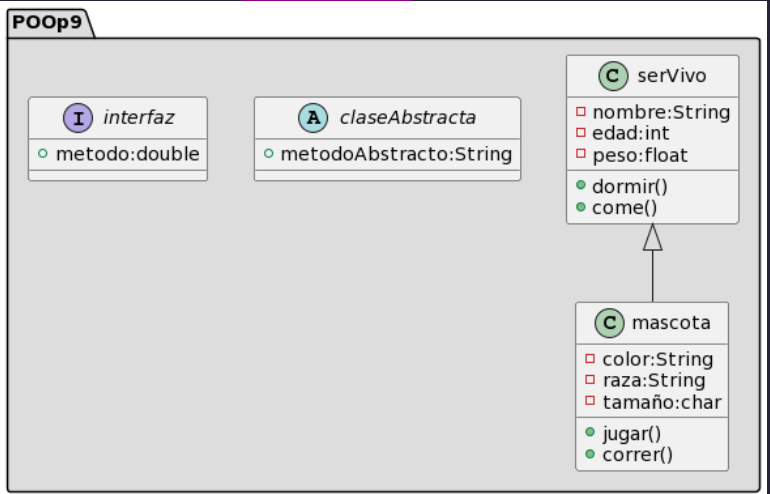 POOp9
I interfaz
metodo:double
A claseAbstracta
metodoAbstracto:String
C serVivo
nombre:String
edad:int
peso:float
dormir()
come()
C mascota
color:String
raza:String
tamaño:char
jugar()
correr()